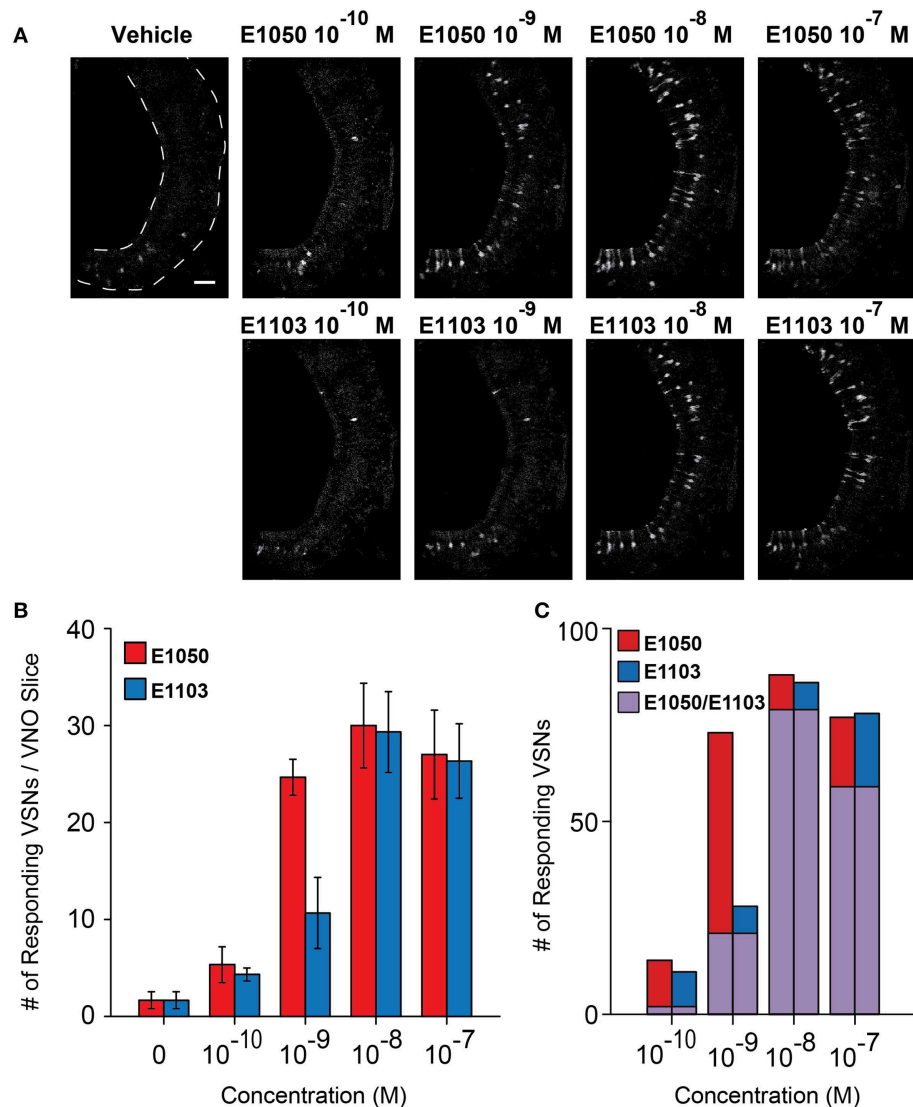 A
Vehicle
E1050 10⁻¹⁰ M
E1050 10⁻⁹ M
E1050 10⁻⁸ M
E1050 10⁻⁷ M
E1103 10⁻¹⁰ M
E1103 10⁻⁹ M
E1103 10⁻⁸ M
E1103 10⁻⁷ M
B
# of Responding VSNs / VNO Slice
40
30
20
10
0
E1050
E1103
0
10⁻¹⁰
10⁻⁹
10⁻⁸
10⁻⁷
Concentration (M)
C
# of Responding VSNs
100
50
0
E1050
E1103
E1050/E1103
10⁻¹⁰
10⁻⁹
10⁻⁸
10⁻⁷
Concentration (M)